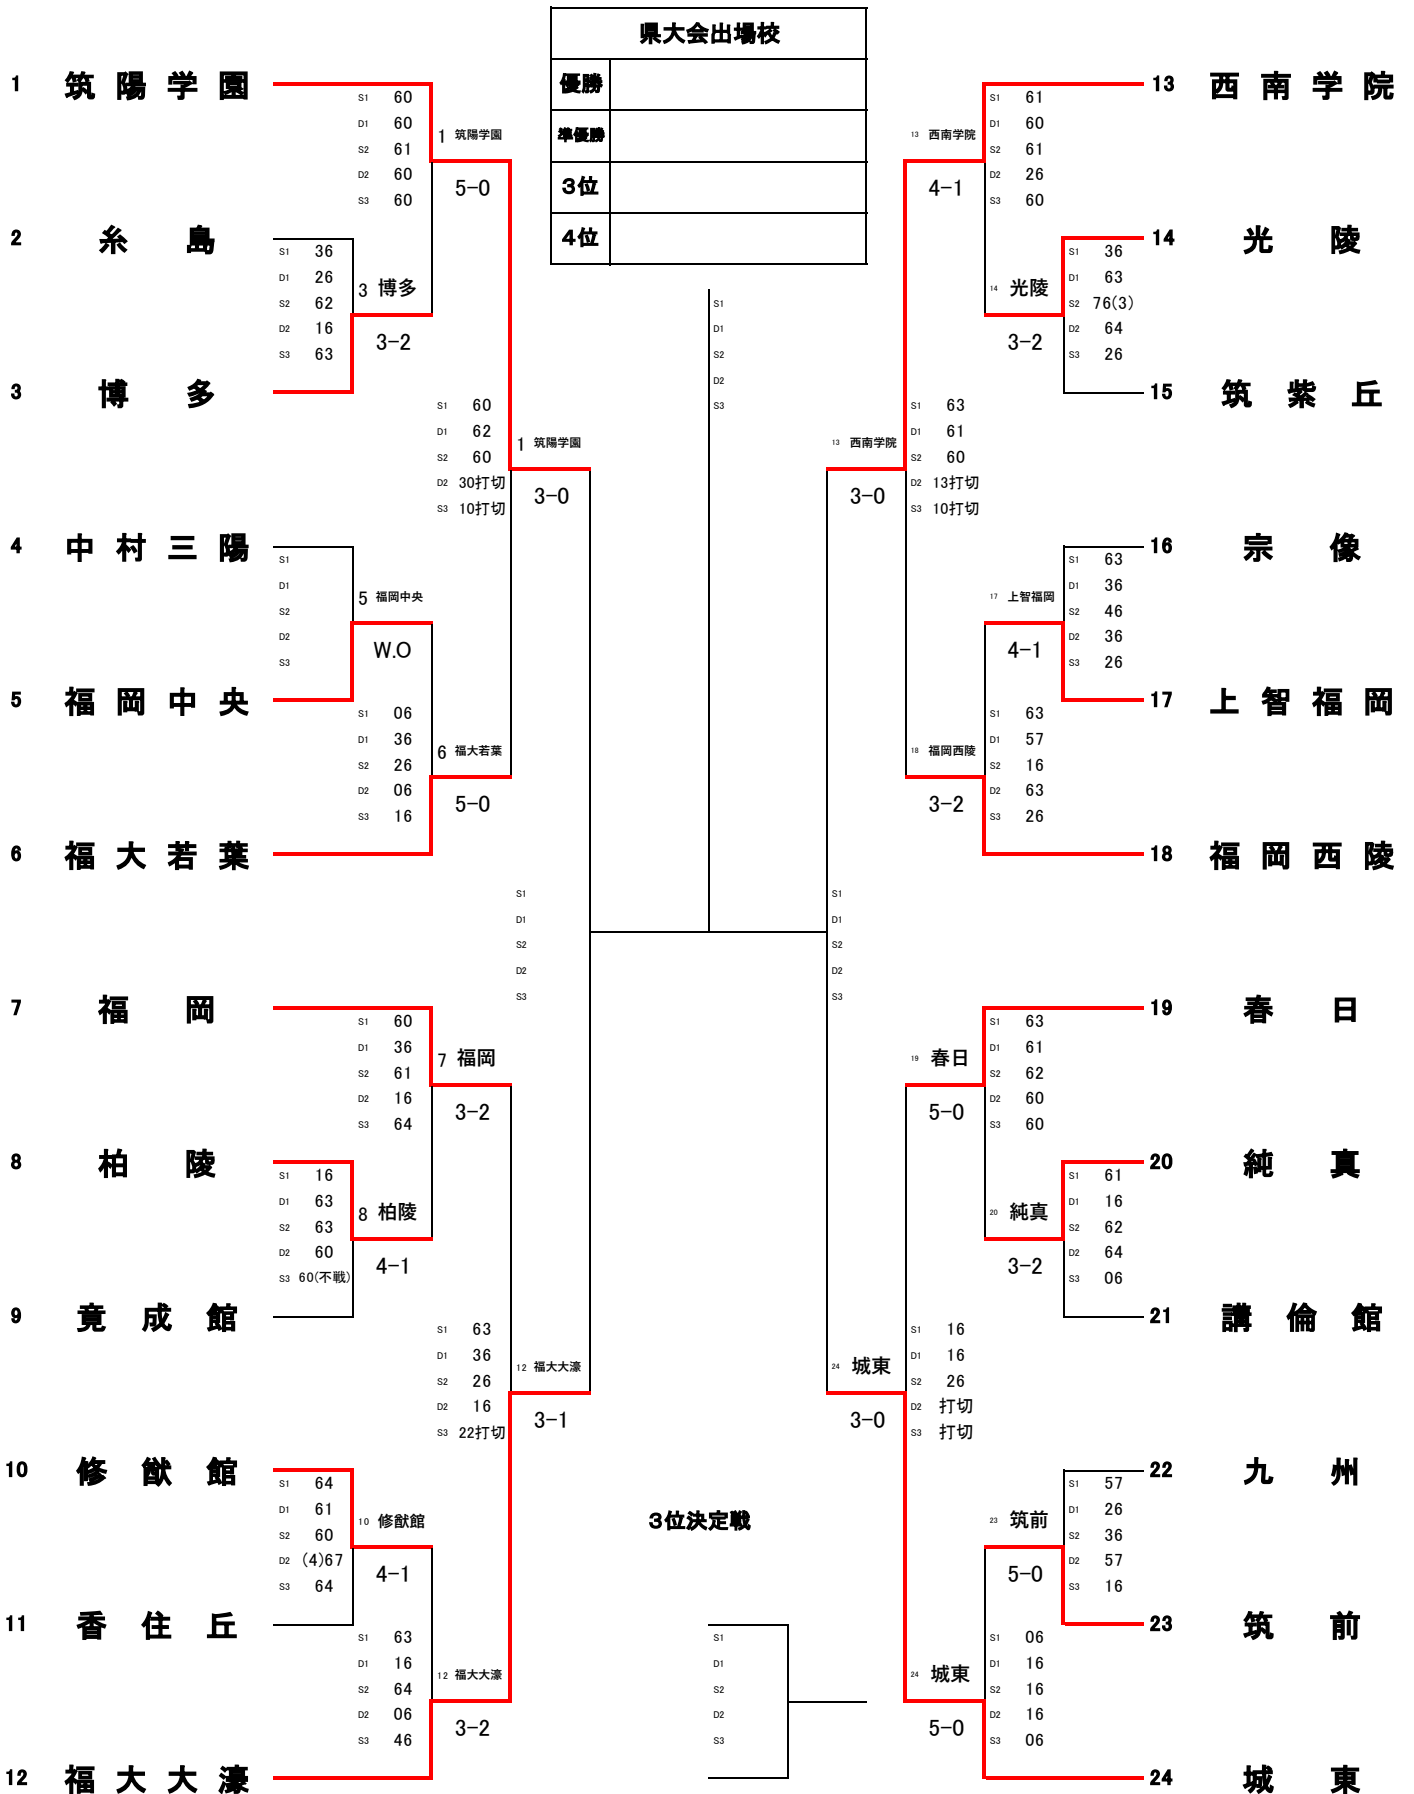 県大会出場校
優勝
準優勝
３位
４位
1 筑陽学園
S1 60
D1 60
S2 61
D2 60
S3 60
1 筑陽学園
5-0
2 糸島
S1 36
D1 26
S2 62
D2 16
S3 63
3 博多
3-2
3 博多
S1 60
D1 62
S2 60
D2 30打切
S3 10打切
1 筑陽学園
3-0
4 中村三陽
S1
D1
S2
D2
S3
5 福岡中央
W.O
5 福岡中央
S1 06
D1 36
S2 26
D2 06
S3 16
6 福大若葉
5-0
6 福大若葉
S1
D1
S2
D2
S3
7 福岡
S1 60
D1 36
S2 61
D2 16
S3 64
7 福岡
3-2
8 柏陵
S1 16
D1 63
S2 63
D2 60
S3 60(不戦)
8 柏陵
4-1
9 竟成館
S1 63
D1 36
S2 26
D2 16
S3 22打切
12 福大大濠
3-1
10 修猷館
S1 64
D1 61
S2 60
D2 (4)67
S3 64
10 修猷館
4-1
11 香住丘
S1 63
D1 16
S2 64
D2 06
S3 46
12 福大大濠
3-2
12 福大大濠
S1
D1
S2
D2
S3
３位決定戦
S1
D1
S2
D2
S3
13 西南学院
S1 61
D1 60
S2 61
D2 26
S3 60
13 西南学院
4-1
14 光陵
S1 36
D1 63
S2 76(3)
D2 64
S3 26
14 光陵
3-2
15 筑紫丘
S1 63
D1 61
S2 60
D2 13打切
S3 10打切
13 西南学院
3-0
16 宗像
S1 63
D1 36
S2 46
D2 36
S3 26
17 上智福岡
4-1
17 上智福岡
S1 63
D1 57
S2 16
D2 63
S3 26
18 福岡西陵
3-2
18 福岡西陵
S1
D1
S2
D2
S3
19 春日
S1 63
D1 61
S2 62
D2 60
S3 60
19 春日
5-0
20 純真
S1 61
D1 16
S2 62
D2 64
S3 06
20 純真
3-2
21 講倫館
S1 16
D1 16
S2 26
D2 打切
S3 打切
24 城東
3-0
22 九州
S1 57
D1 26
S2 36
D2 57
S3 16
23 筑前
5-0
23 筑前
S1 06
D1 16
S2 16
D2 16
S3 06
24 城東
5-0
24 城東